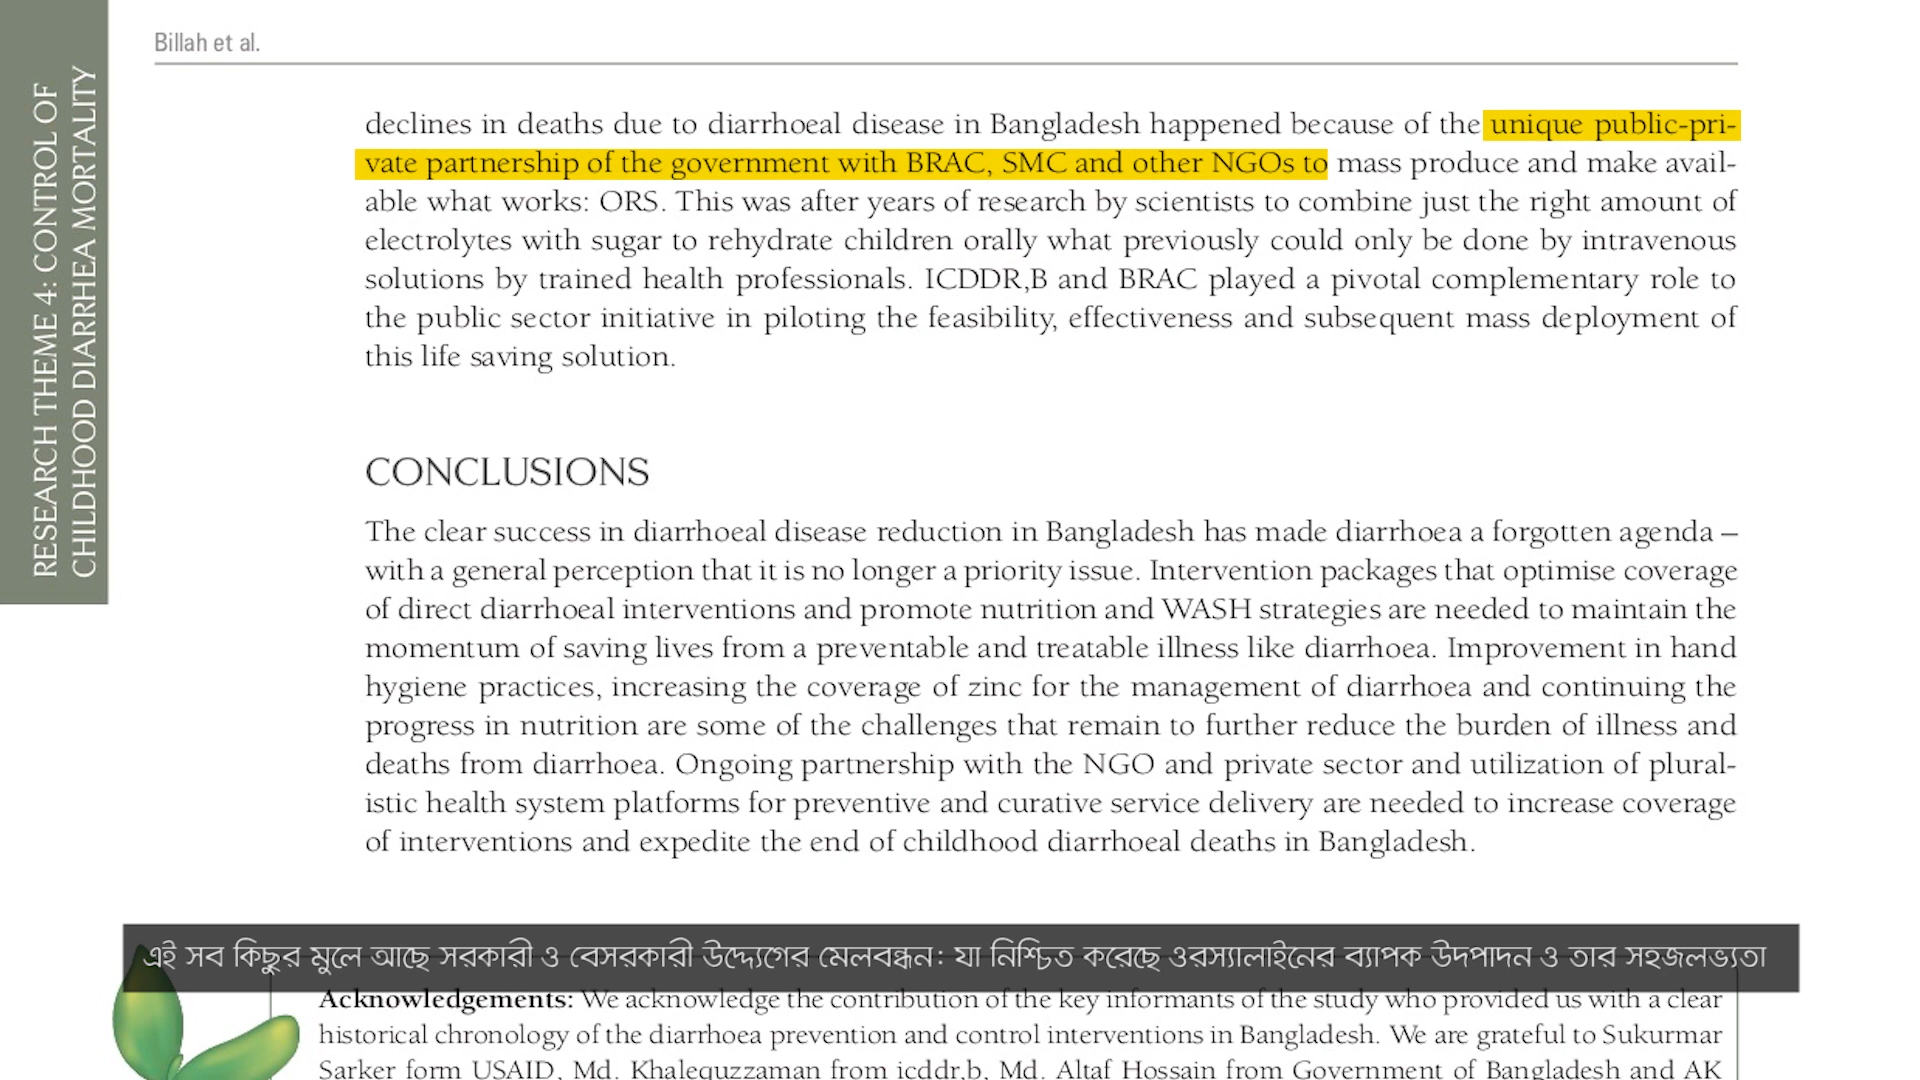 Billah et al.
RESEARCH THEME 4: CONTROL OF
CHILDHOOD DIARRHEA MORTALITY
declines in deaths due to diarrhoeal disease in Bangladesh happened because of the unique public-pri-
vate partnership of the government with BRAC, SMC and other NGOs to mass produce and make avail-
able what works: ORS. This was after years of research by scientists to combine just the right amount of
electrolytes with sugar to rehydrate children orally what previously could only be done by intravenous
solutions by trained health professionals. ICDDR,B and BRAC played a pivotal complementary role to
the public sector initiative in piloting the feasibility, effectiveness and subsequent mass deployment of
this life saving solution.
CONCLUSIONS
The clear success in diarrhoeal disease reduction in Bangladesh has made diarrhoea a forgotten agenda –
with a general perception that it is no longer a priority issue. Intervention packages that optimise coverage
of direct diarrhoeal interventions and promote nutrition and WASH strategies are needed to maintain the
momentum of saving lives from a preventable and treatable illness like diarrhoea. Improvement in hand
hygiene practices, increasing the coverage of zinc for the management of diarrhoea and continuing the
progress in nutrition are some of the challenges that remain to further reduce the burden of illness and
deaths from diarrhoea. Ongoing partnership with the NGO and private sector and utilization of plural-
istic health system platforms for preventive and curative service delivery are needed to increase coverage
of interventions and expedite the end of childhood diarrhoeal deaths in Bangladesh.
এই সব কিছুর মুলে আছে সরকারী ও বেসরকারী উদ্দ্যেগের মেলবন্ধন: যা নিশ্চিত করেছে ওরস্যালাইনের ব্যাপক উদপাদন ও তার সহজলভ্যতা
Acknowledgements: We acknowledge the contribution of the key informants of the study who provided us with a clear
historical chronology of the diarrhoea prevention and control interventions in Bangladesh. We are grateful to Sukurmar
Sarker form USAID, Md. Khalequzzaman from icddr,b, Md. Altaf Hossain from Government of Bangladesh and AK